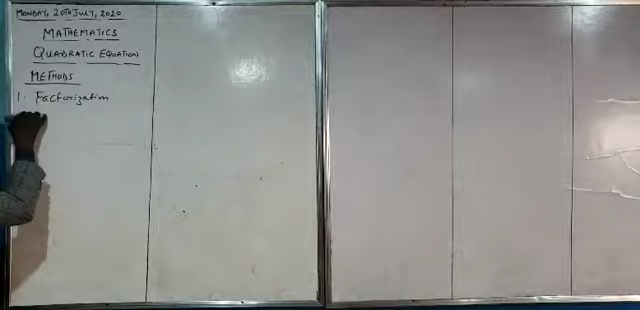 MONDAY, 20TH JULY, 2020
MATHEMATICS
QUADRATIC EQUATION
METHODS
1. Factorization